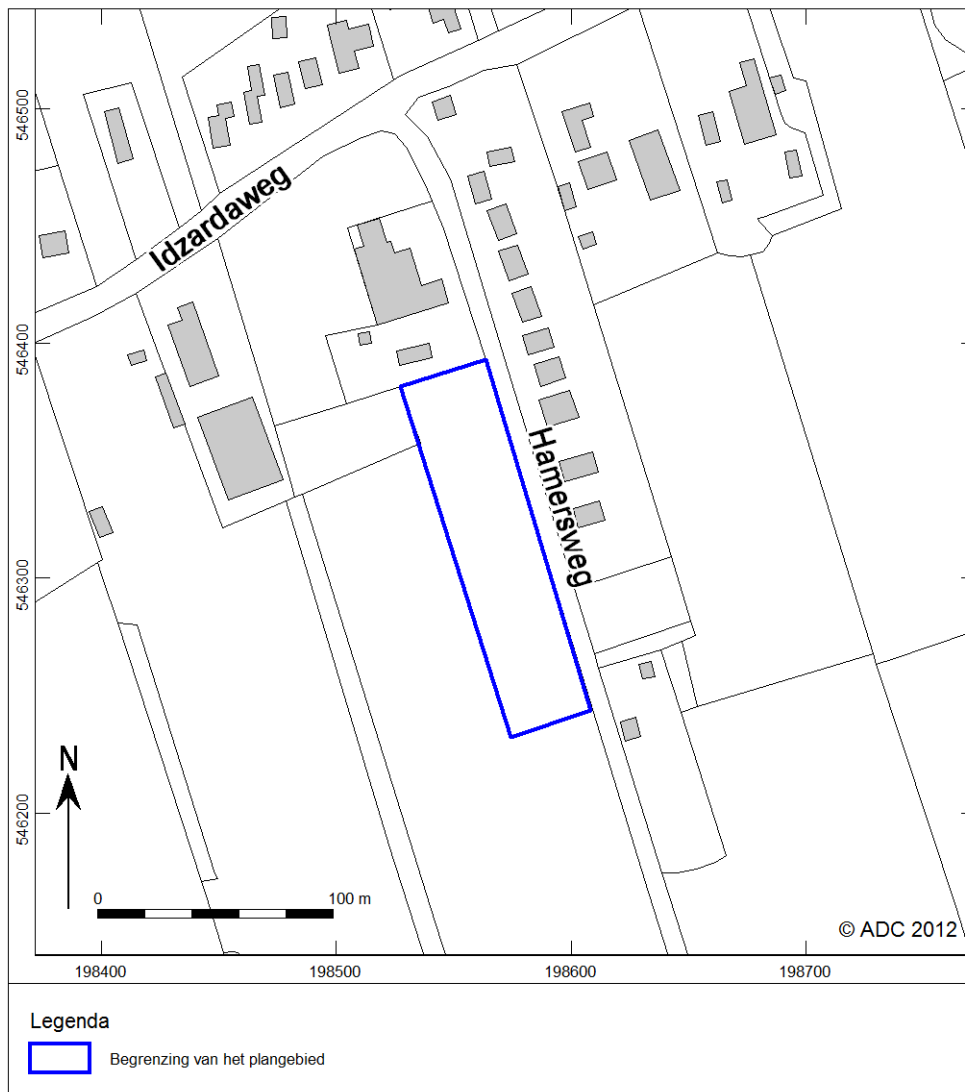 546500
546400
546300
546200
Idzardaweg
Hamersweg
N
0 100 m
© ADC 2012
198400 198500 198600 198700
Legenda
Begrenzing van het plangebied